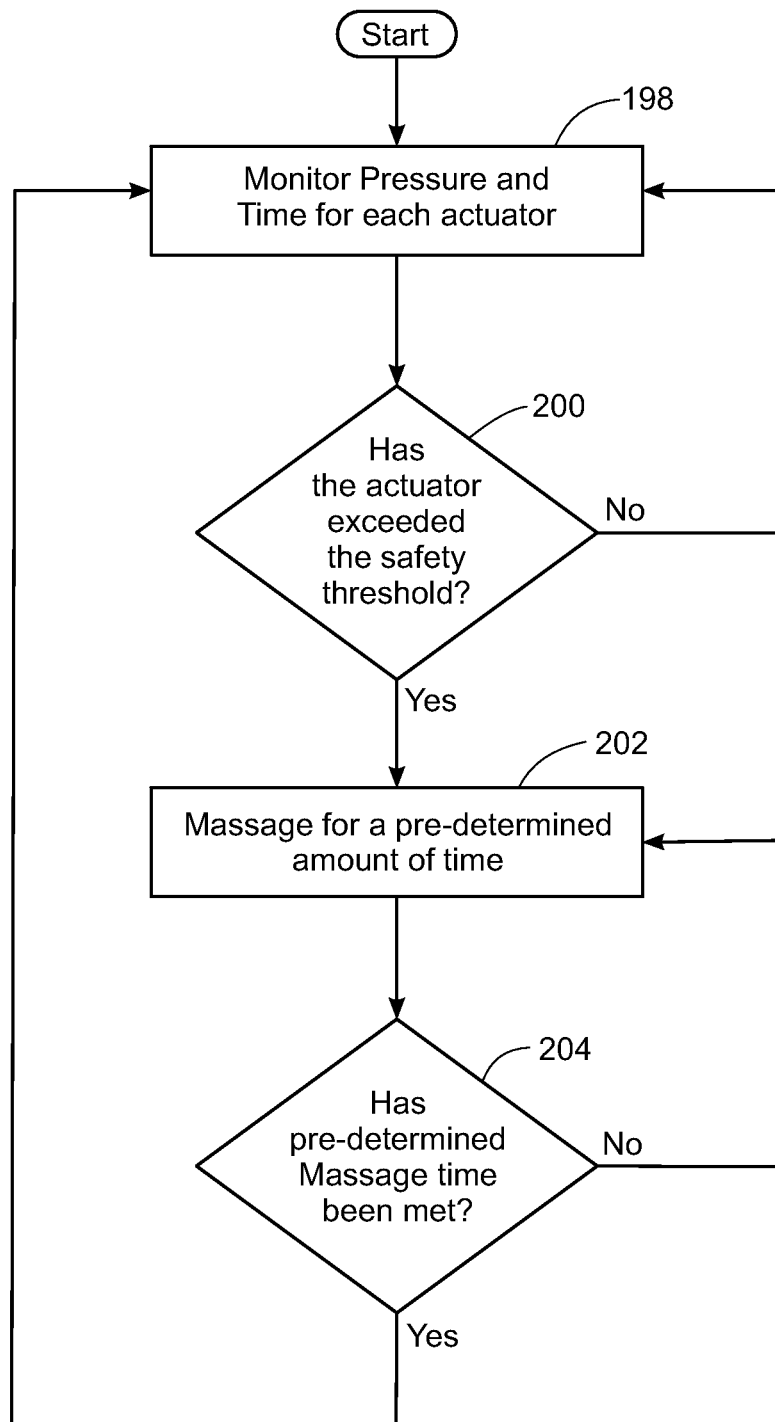 Start
198
Monitor Pressure and
Time for each actuator
200
Has
the actuator
exceeded
the safety
threshold?
No
Yes
202
Massage for a pre-determined
amount of time
204
Has
pre-determined
Massage time
been met?
No
Yes